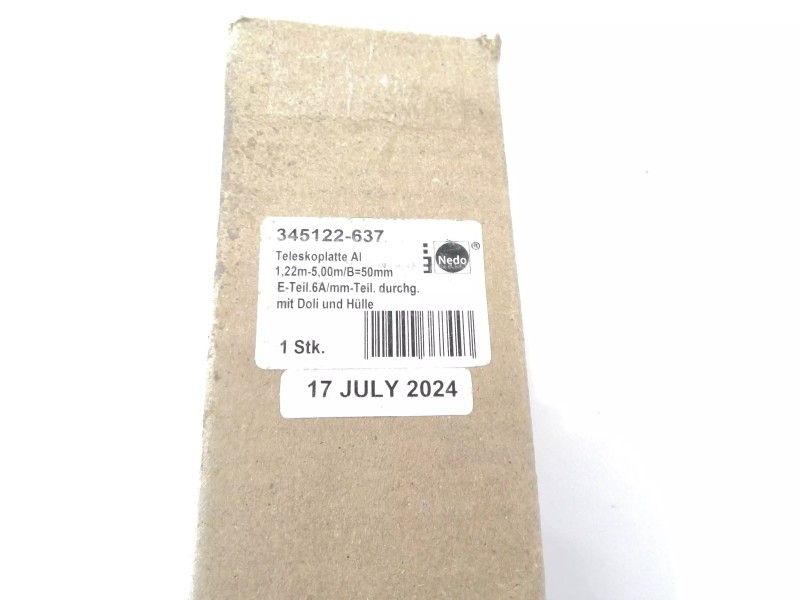 345122-637
Teleskoplatte Al
1,22m-5,00m/B=50mm
E-Teil.6A/mm-Teil. durchg.
mit Doli und Hülle
1 Stk.
Nedo
®
17 JULY 2024